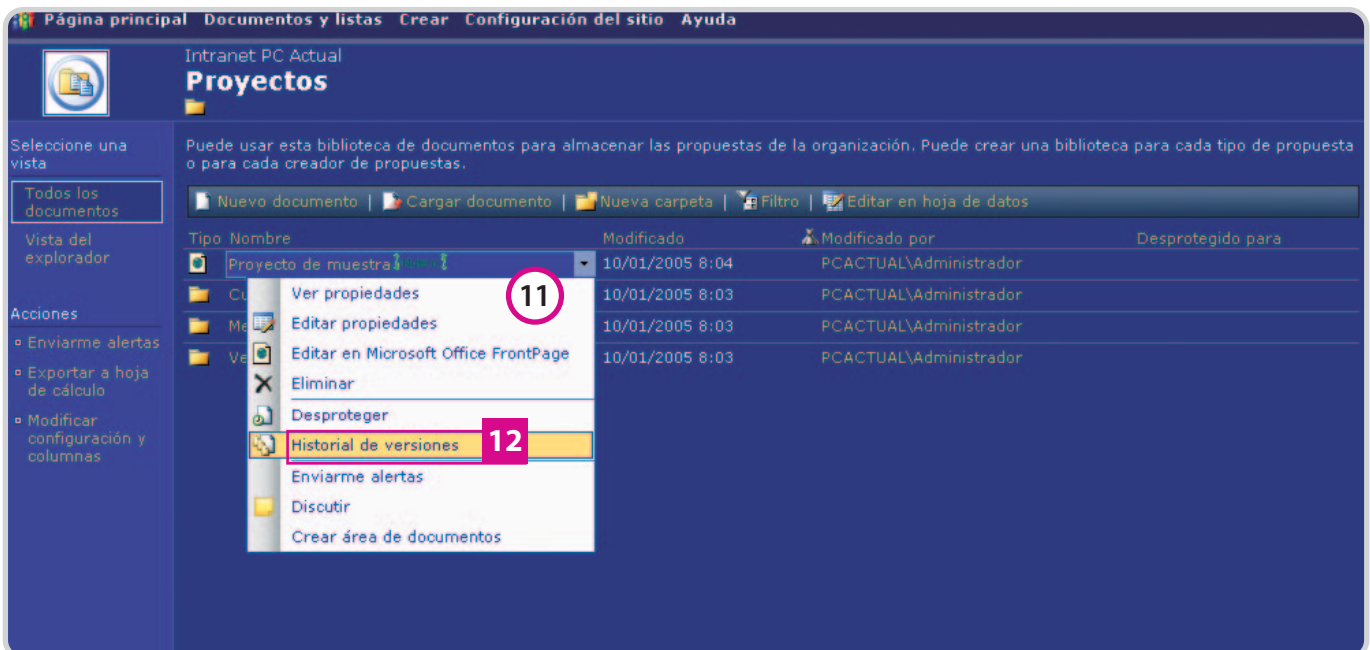 Página principal Documentos y listas Crear Configuración del sitio Ayuda
Intranet PC Actual
Proyectos
Seleccione una
vista
Todos los
documentos
Vista del
explorador
Acciones
Enviarme alertas
Exportar a hoja
de cálculo
Modificar
configuración y
columnas
Puede usar esta biblioteca de documentos para almacenar las propuestas de la organización. Puede crear una biblioteca para cada tipo de propuesta
o para cada creador de propuestas.
Nuevo documento | Cargar documento | Nueva carpeta | Filtro | Editar en hoja de datos
Tipo Nombre Modificado Modificado por Desprotegido para
Proyecto de muestra 10/01/2005 8:04 PCACTUAL\Administrador
Cu 10/01/2005 8:03 PCACTUAL\Administrador
Me 10/01/2005 8:03 PCACTUAL\Administrador
Ve 10/01/2005 8:03 PCACTUAL\Administrador
Ver propiedades 11
Editar propiedades
Editar en Microsoft Office FrontPage
Eliminar
Desproteger
Historial de versiones 12
Enviarme alertas
Discutir
Crear área de documentos